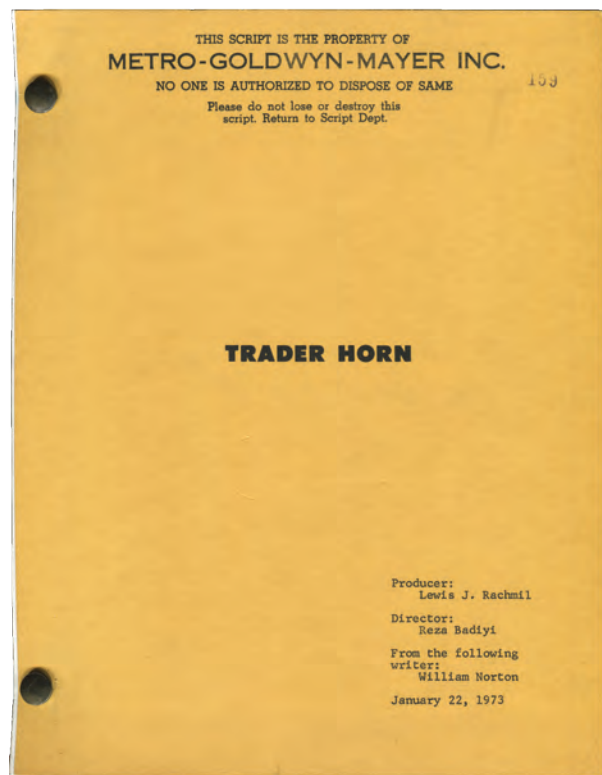 THIS SCRIPT IS THE PROPERTY OF
METRO-GOLDWYN-MAYER INC.
NO ONE IS AUTHORIZED TO DISPOSE OF SAME
159
Please do not lose or destroy this
script. Return to Script Dept.
TRADER HORN
Producer:
Lewis J. Rachmil
Director:
Reza Badiyi
From the following
writer:
William Norton
January 22, 1973